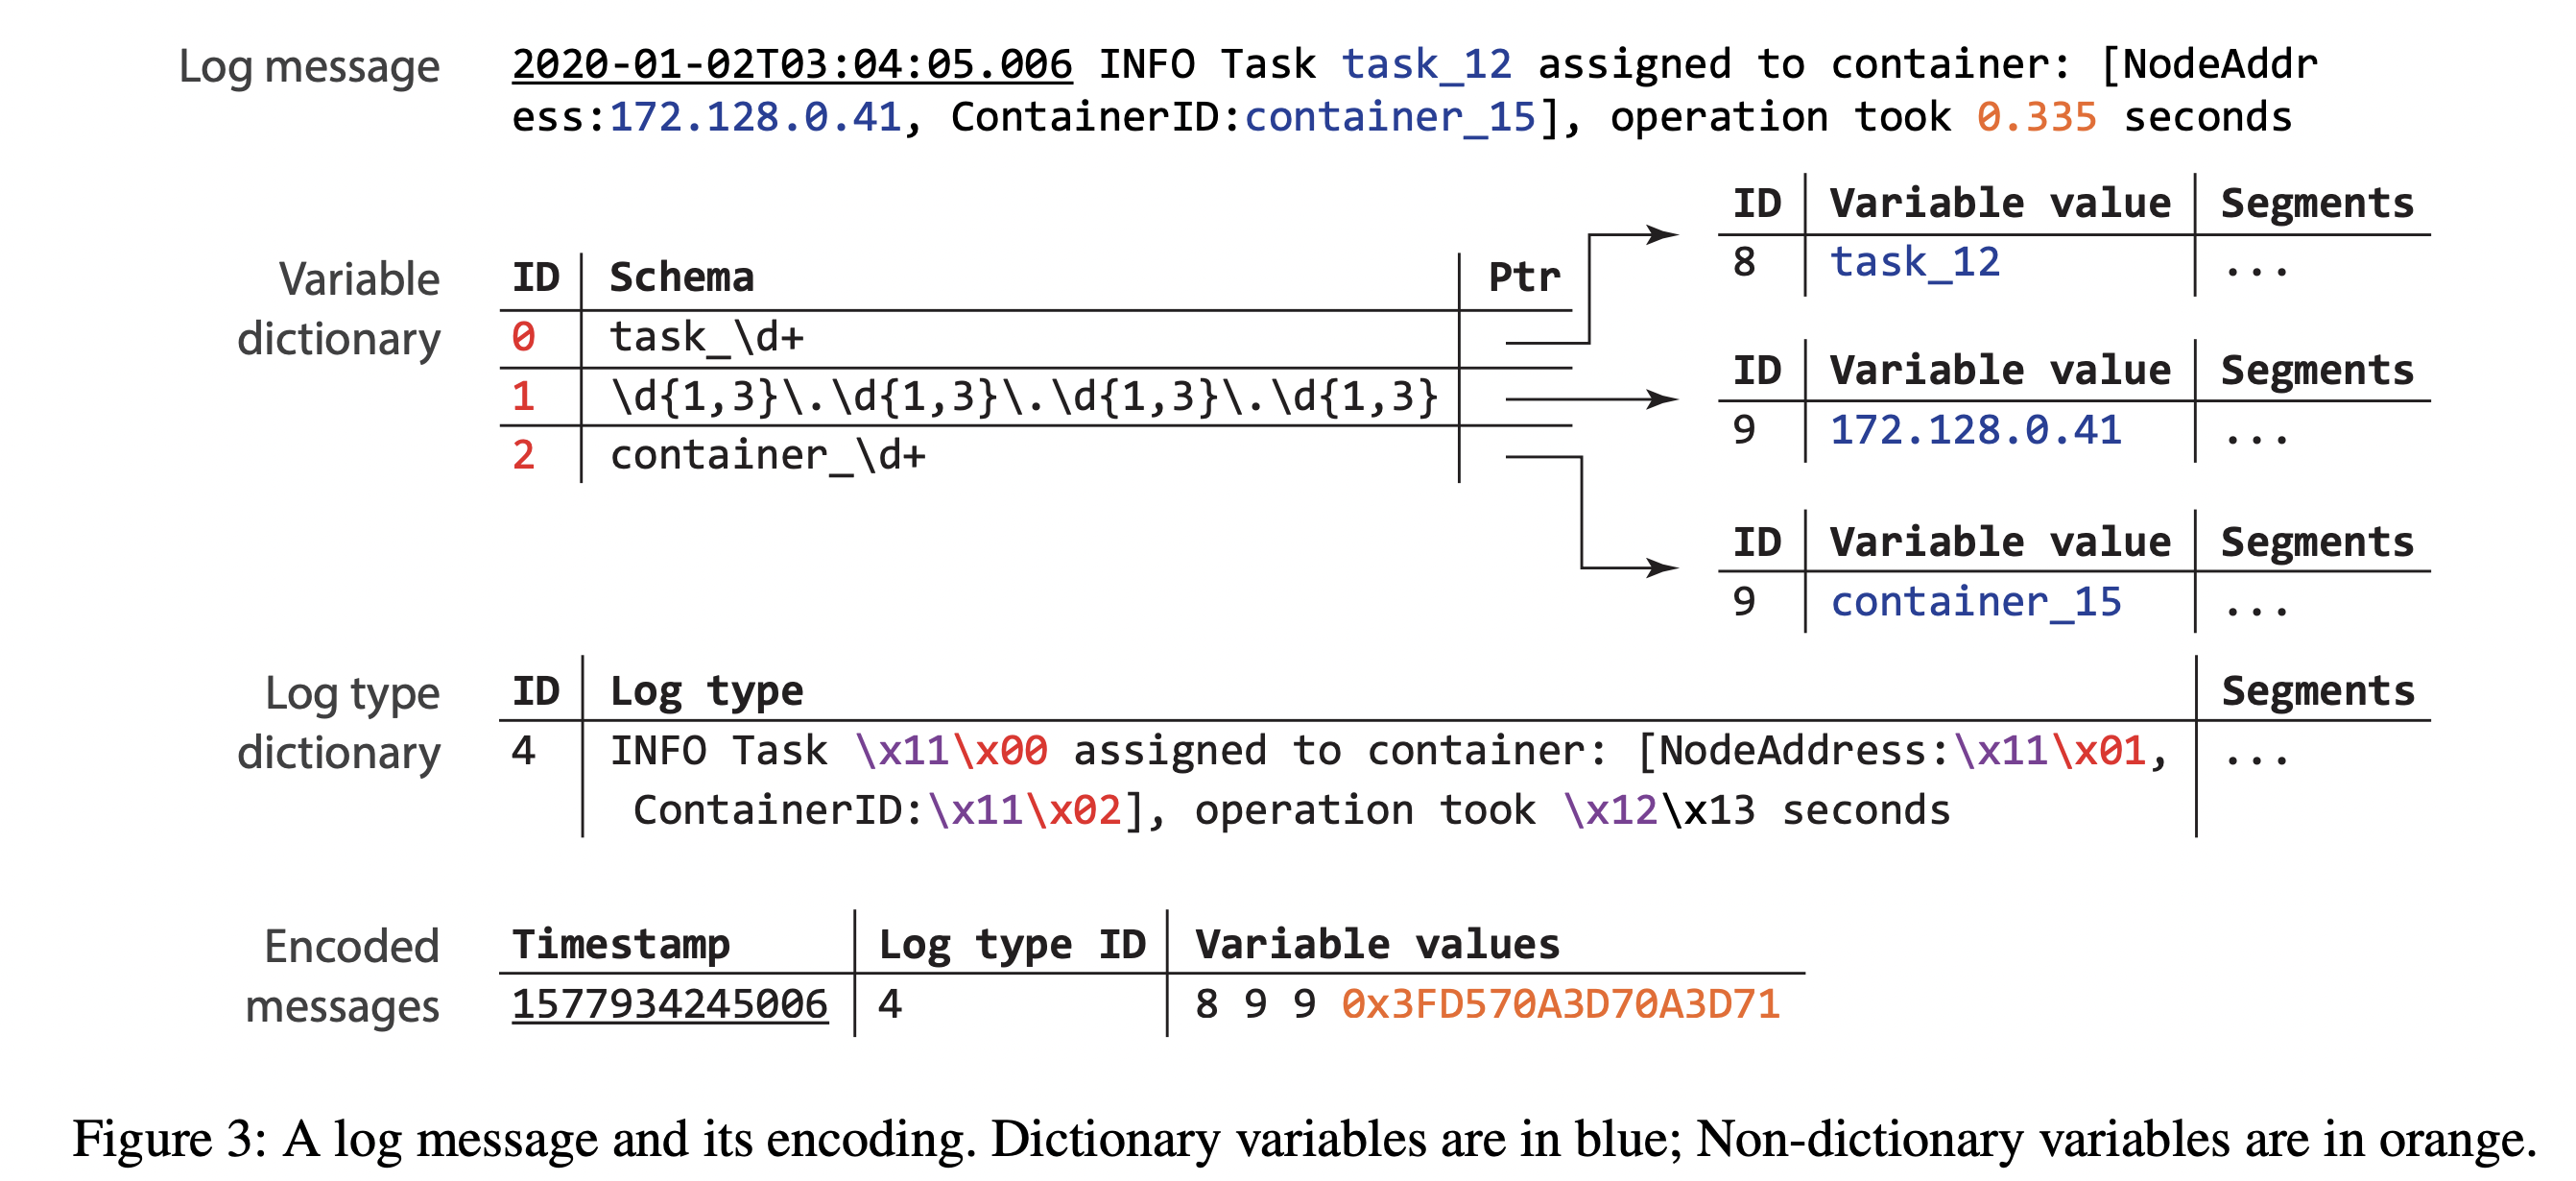 Log message 2020-01-02T03:04:05.006 INFO Task task_12 assigned to container: [NodeAddr
ess:172.128.0.41, ContainerID:container_15], operation took 0.335 seconds
Variable
dictionary
ID Schema Ptr
0 task_\d+
1 \d{1,3}\.\d{1,3}\.\d{1,3}\.\d{1,3}
2 container_\d+
ID Variable value Segments
8 task_12 ...
ID Variable value Segments
9 172.128.0.41 ...
ID Variable value Segments
9 container_15 ...
Log type
dictionary
ID Log type Segments
4 INFO Task \x11\x00 assigned to container: [NodeAddress:\x11\x01, ...
ContainerID:\x11\x02], operation took \x12\x13 seconds
Encoded
messages
Timestamp Log type ID Variable values
1577934245006 4 8 9 9 0x3FD570A3D70A3D71
Figure 3: A log message and its encoding. Dictionary variables are in blue; Non-dictionary variables are in orange.